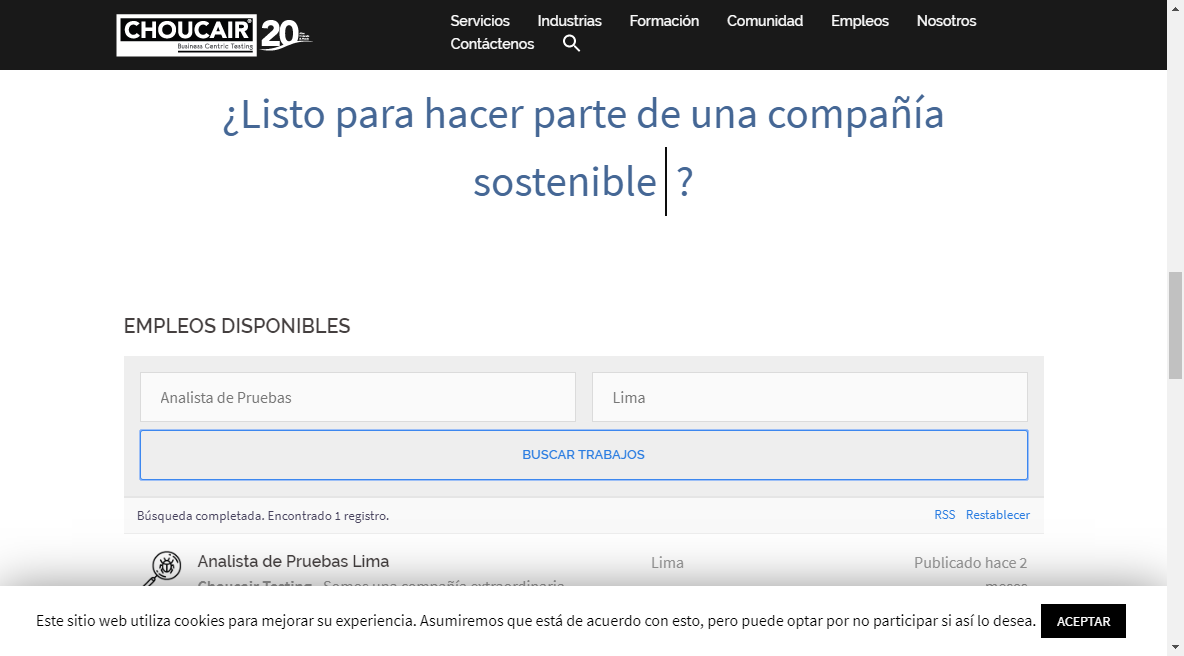 CHOUCAIR® 20
Business Centric Testing
Servicios Industrias Formación Comunidad Empleos Nosotros
Contáctenos
¿Listo para hacer parte de una compañía
sostenible ?
EMPLEOS DISPONIBLES
Analista de Pruebas Lima
BUSCAR TRABAJOS
Búsqueda completada. Encontrado 1 registro. RSS Restablecer
Analista de Pruebas Lima Lima Publicado hace 2
Choucair Testing Somos una compañía extraordinaria meses
Este sitio web utiliza cookies para mejorar su experiencia. Asumiremos que está de acuerdo con esto, pero puede optar por no participar si así lo desea. ACEPTAR